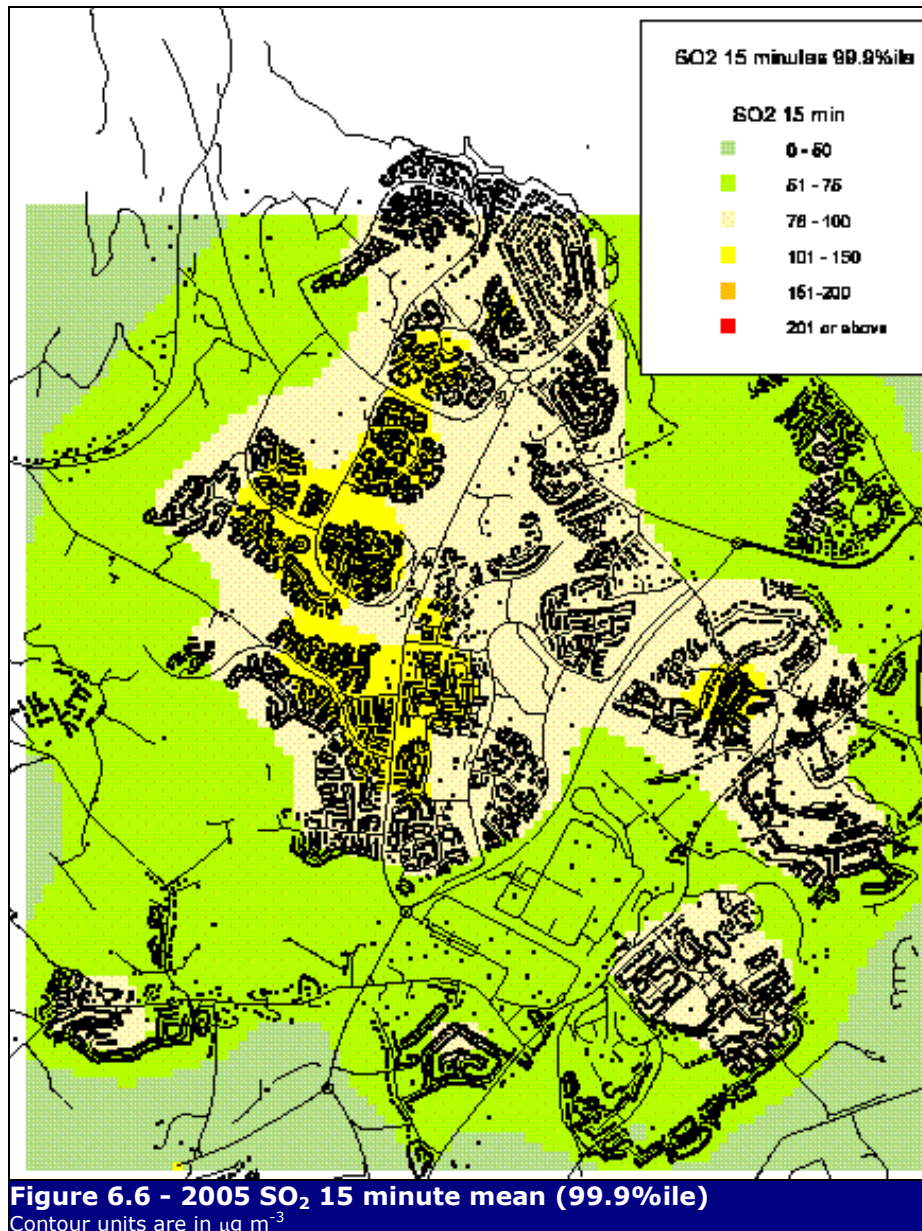 SO2 15 minutes 99.9%ile
SO2 15 min
0 - 50
51 - 75
76 - 100
101 - 150
151-200
201 or above
Figure 6.6 - 2005 SO₂ 15 minute mean (99.9%ile)
Contour units are in µg m⁻³